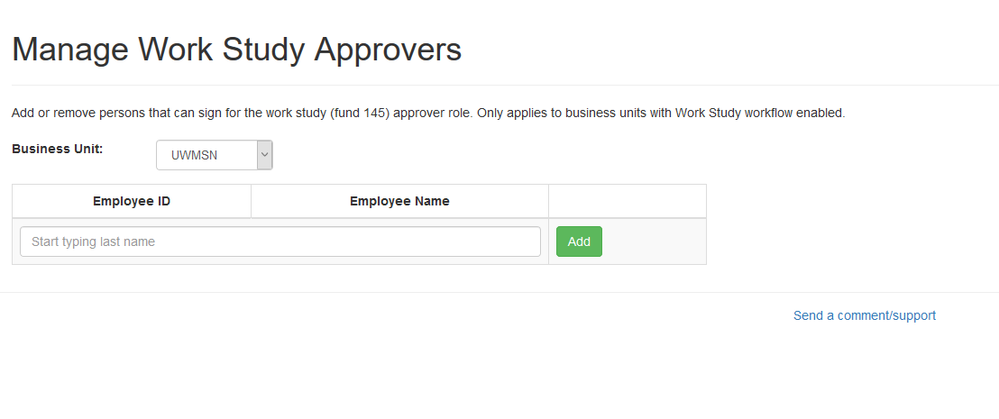 Manage Work Study Approvers
Add or remove persons that can sign for the work study (fund 145) approver role. Only applies to business units with Work Study workflow enabled.
Business Unit: UWMSN
Employee ID Employee Name
Start typing last name Add
Send a comment/support